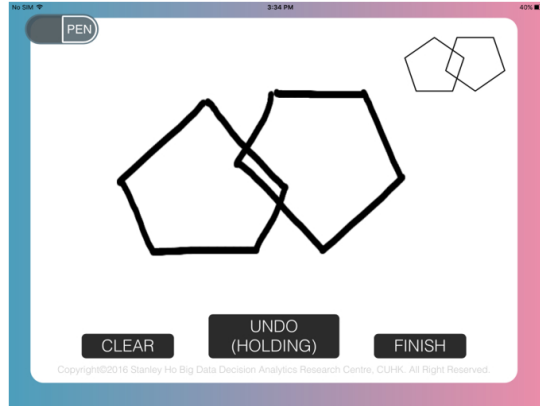 No SIM 3:34 PM 40%
PEN
UNDO
(HOLDING)
CLEAR
FINISH
Copyright©2016 Stanley Ho Big Data Decision Analytics Research Centre, CUHK. All Right Reserved.